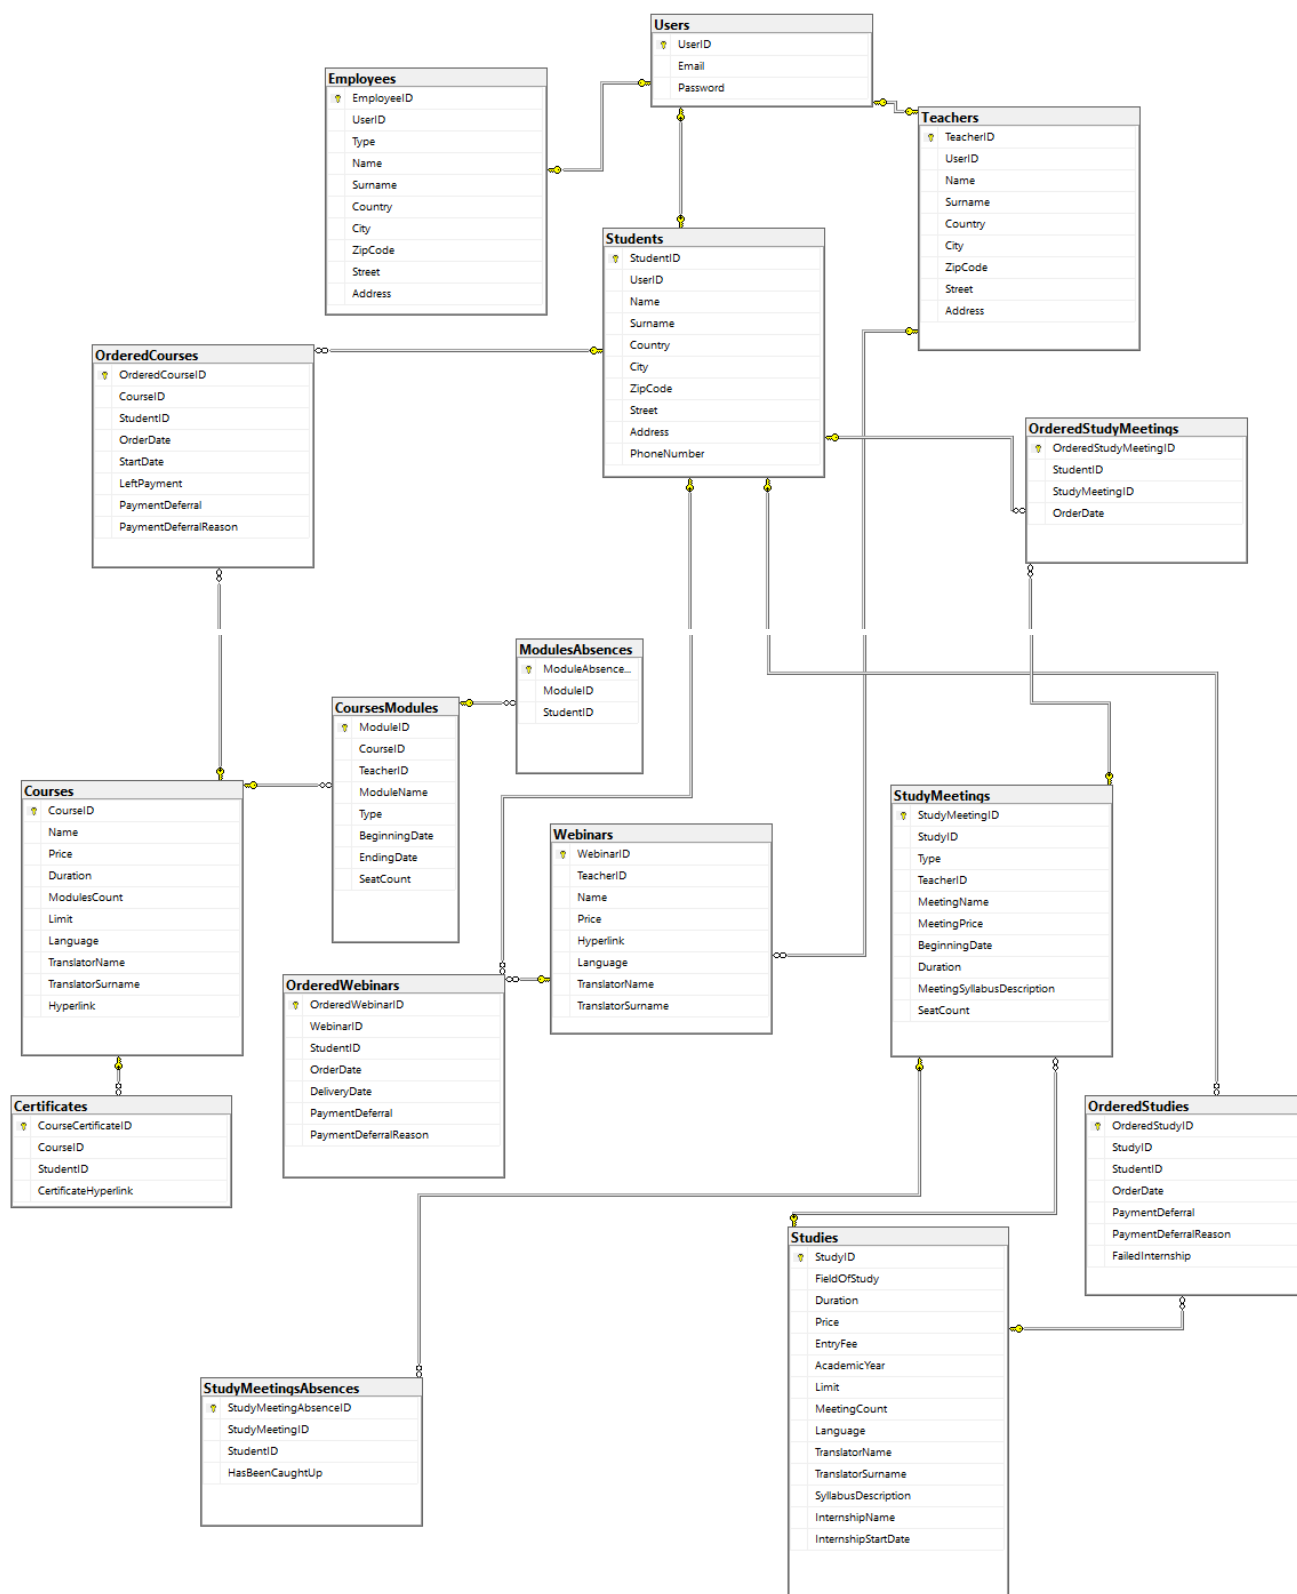 Users
UserID
Email
Password
Employees
EmployeeID
UserID
Type
Name
Surname
Country
City
ZipCode
Street
Address
Teachers
TeacherID
UserID
Name
Surname
Country
City
ZipCode
Street
Address
Students
StudentID
UserID
Name
Surname
Country
City
ZipCode
Street
Address
PhoneNumber
OrderedCourses
OrderedCourseID
CourseID
StudentID
OrderDate
StartDate
LeftPayment
PaymentDeferral
PaymentDeferralReason
OrderedStudyMeetings
OrderedStudyMeetingID
StudentID
StudyMeetingID
OrderDate
ModulesAbsences
ModuleAbsence...
ModuleID
StudentID
CoursesModules
ModuleID
CourseID
TeacherID
ModuleName
Type
BeginningDate
EndingDate
SeatCount
Courses
CourseID
Name
Price
Duration
ModulesCount
Limit
Language
TranslatorName
TranslatorSurname
Hyperlink
Webinars
WebinarID
TeacherID
Name
Price
Hyperlink
Language
TranslatorName
TranslatorSurname
StudyMeetings
StudyMeetingID
StudyID
Type
TeacherID
MeetingName
MeetingPrice
BeginningDate
Duration
MeetingSyllabusDescription
SeatCount
OrderedWebinars
OrderedWebinarID
WebinarID
StudentID
OrderDate
DeliveryDate
PaymentDeferral
PaymentDeferralReason
Certificates
CourseCertificateID
CourseID
StudentID
CertificateHyperlink
OrderedStudies
OrderedStudyID
StudyID
StudentID
OrderDate
PaymentDeferral
PaymentDeferralReason
FailedInternship
Studies
StudyID
FieldOfStudy
Duration
Price
EntryFee
AcademicYear
Limit
MeetingCount
Language
TranslatorName
TranslatorSurname
SyllabusDescription
InternshipName
InternshipStartDate
StudyMeetingsAbsences
StudyMeetingAbsenceID
StudyMeetingID
StudentID
HasBeenCaughtUp